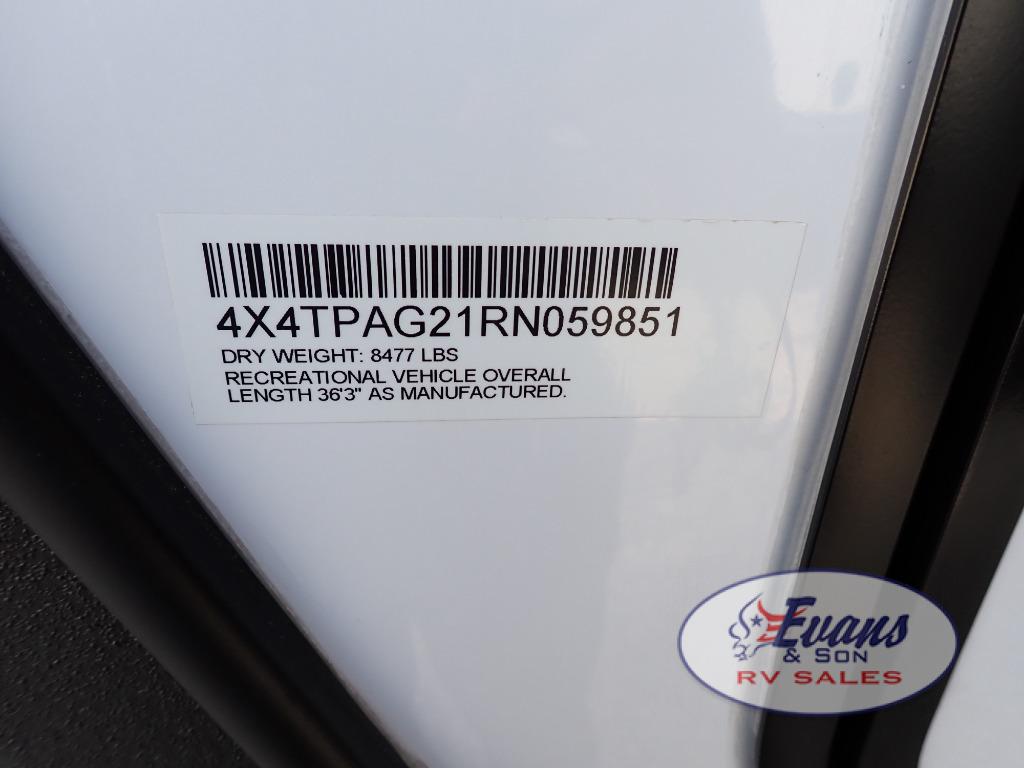 4X4TPAG21RN059851
DRY WEIGHT: 8477 LBS
RECREATIONAL VEHICLE OVERALL
LENGTH 36'3" AS MANUFACTURED.
Evans
& SON
RV SALES